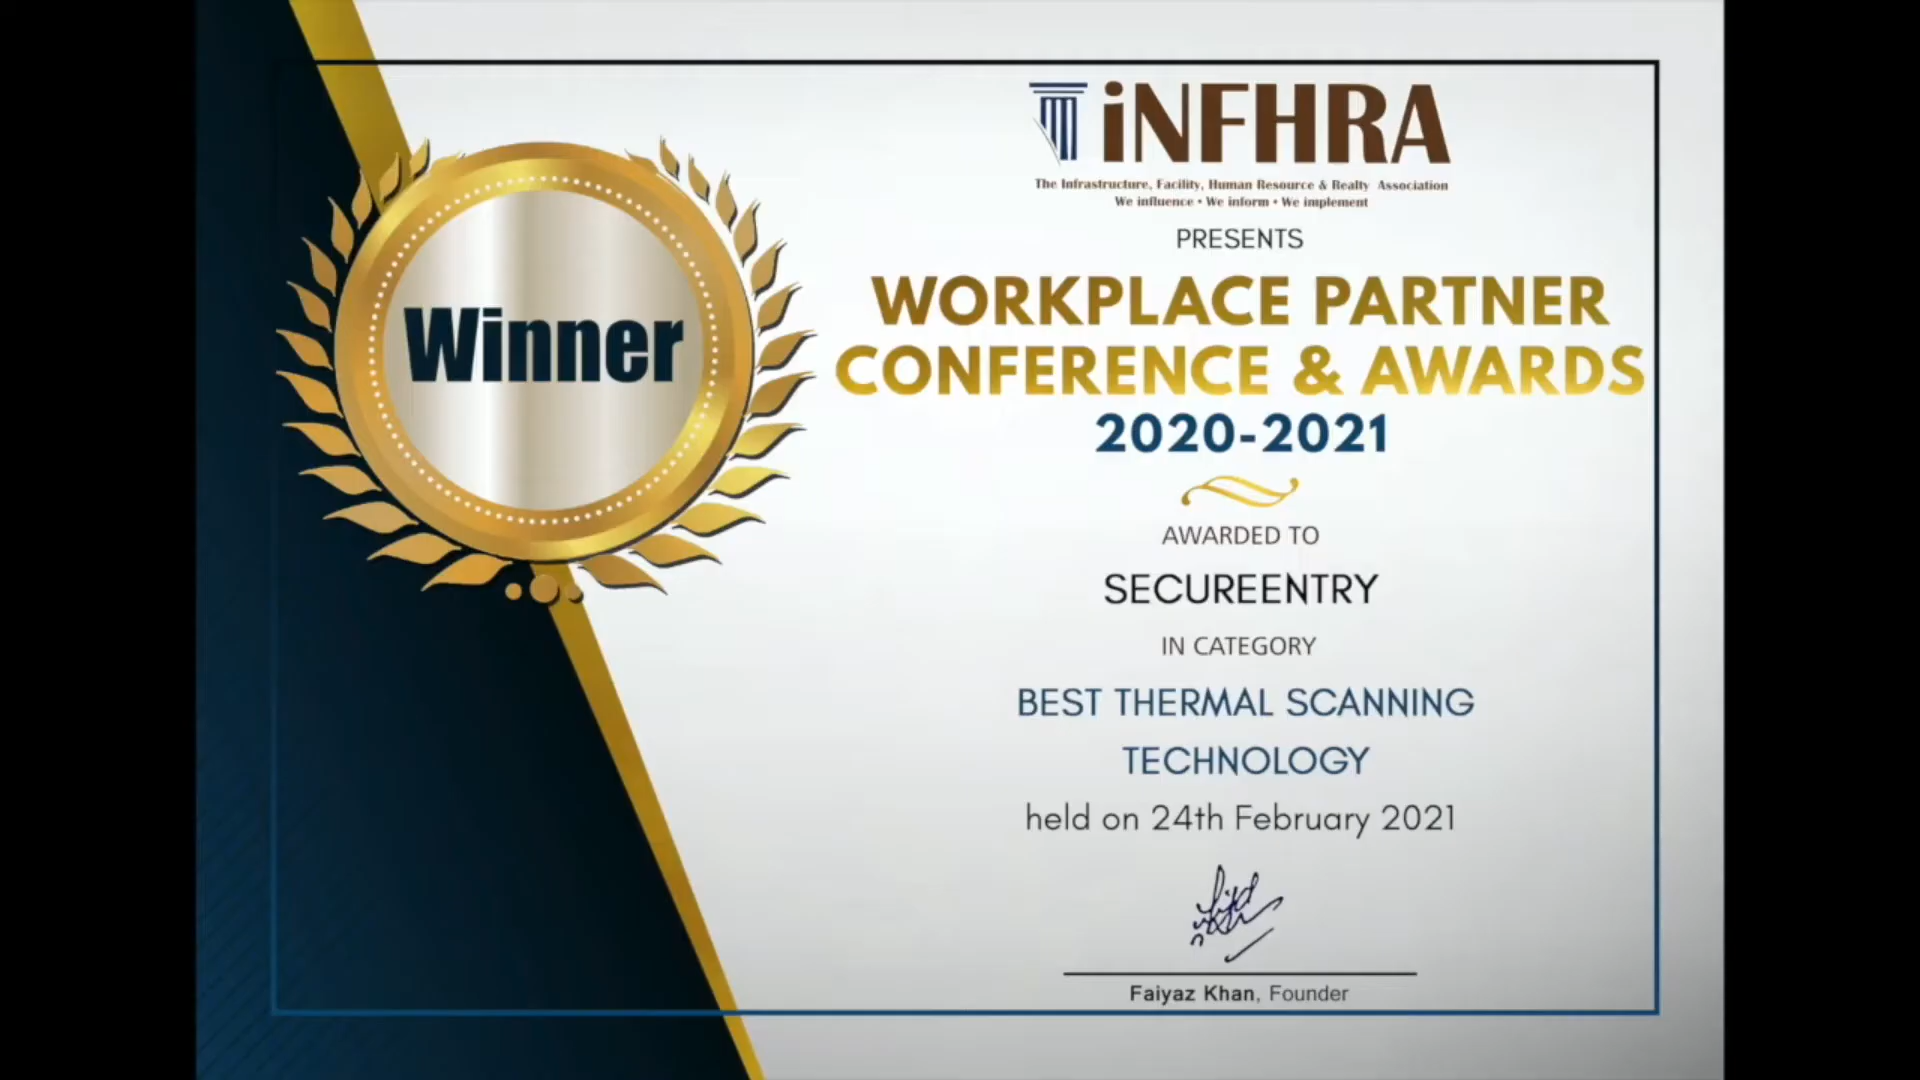 Winner
iNFHRA
The Infrastructure, Facility, Human Resource & Realty Association
We influence • We inform • We implement
PRESENTS
WORKPLACE PARTNER
CONFERENCE & AWARDS
2020-2021
AWARDED TO
SECUREENTRY
IN CATEGORY
BEST THERMAL SCANNING
TECHNOLOGY
held on 24th February 2021
Faiyaz Khan, Founder